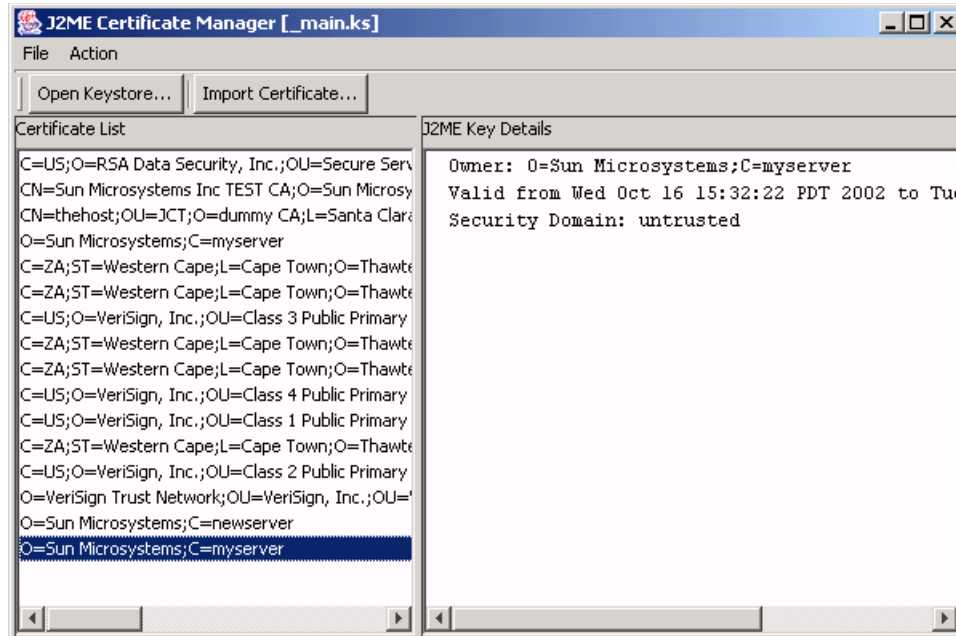 J2ME Certificate Manager [_main.ks]
File Action
Open Keystore... Import Certificate...
Certificate List
C=US;O=RSA Data Security, Inc.;OU=Secure Serv
CN=Sun Microsystems Inc TEST CA;O=Sun Microsy
CN=thehost;OU=JCT;O=dummy CA;L=Santa Clara
O=Sun Microsystems;C=myserver
C=ZA;ST=Western Cape;L=Cape Town;O=Thawte
C=ZA;ST=Western Cape;L=Cape Town;O=Thawte
C=US;O=VeriSign, Inc.;OU=Class 3 Public Primary
C=ZA;ST=Western Cape;L=Cape Town;O=Thawte
C=ZA;ST=Western Cape;L=Cape Town;O=Thawte
C=US;O=VeriSign, Inc.;OU=Class 4 Public Primary
C=US;O=VeriSign, Inc.;OU=Class 1 Public Primary
C=ZA;ST=Western Cape;L=Cape Town;O=Thawte
C=US;O=VeriSign, Inc.;OU=Class 2 Public Primary
O=VeriSign Trust Network;OU=VeriSign, Inc.;OU="
O=Sun Microsystems;C=newserver
O=Sun Microsystems;C=myserver
J2ME Key Details
Owner: O=Sun Microsystems;C=myserver
Valid from Wed Oct 16 15:32:22 PDT 2002 to Tue
Security Domain: untrusted